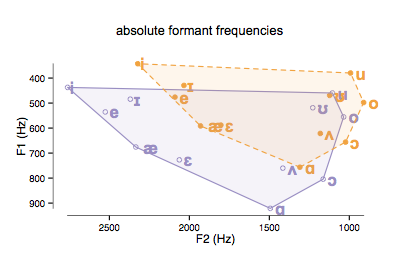 absolute formant frequencies
i u
400 ɪ
i u
e ɪ ʊ o
500 e ʊ o
600 æ ɛ ʌ
F1 (Hz) æ ɔ
700 ɛ ɑ
ʌ
800 ɔ
900 ɑ
2500 2000 1500 1000
F2 (Hz)